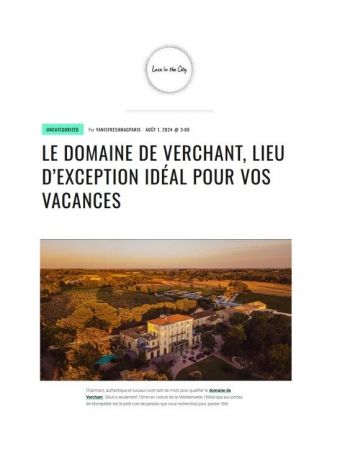 Luxe in the City
UNCATEGORIZED Par YANISFRESHMAGPARIS · AOÛT 1, 2024 @ 3:09
LE DOMAINE DE VERCHANT, LIEU
D’EXCEPTION IDÉAL POUR VOS
VACANCES
Charmant, authentique et luxueux sont tant de mots pour qualifier le domaine de
Verchant. Situé à seulement 15mn en voiture de la Méditerranée, l’hôtel spa aux portes
de Montpellier est le petit coin de paradis que vous recherchez pour passer l’été.